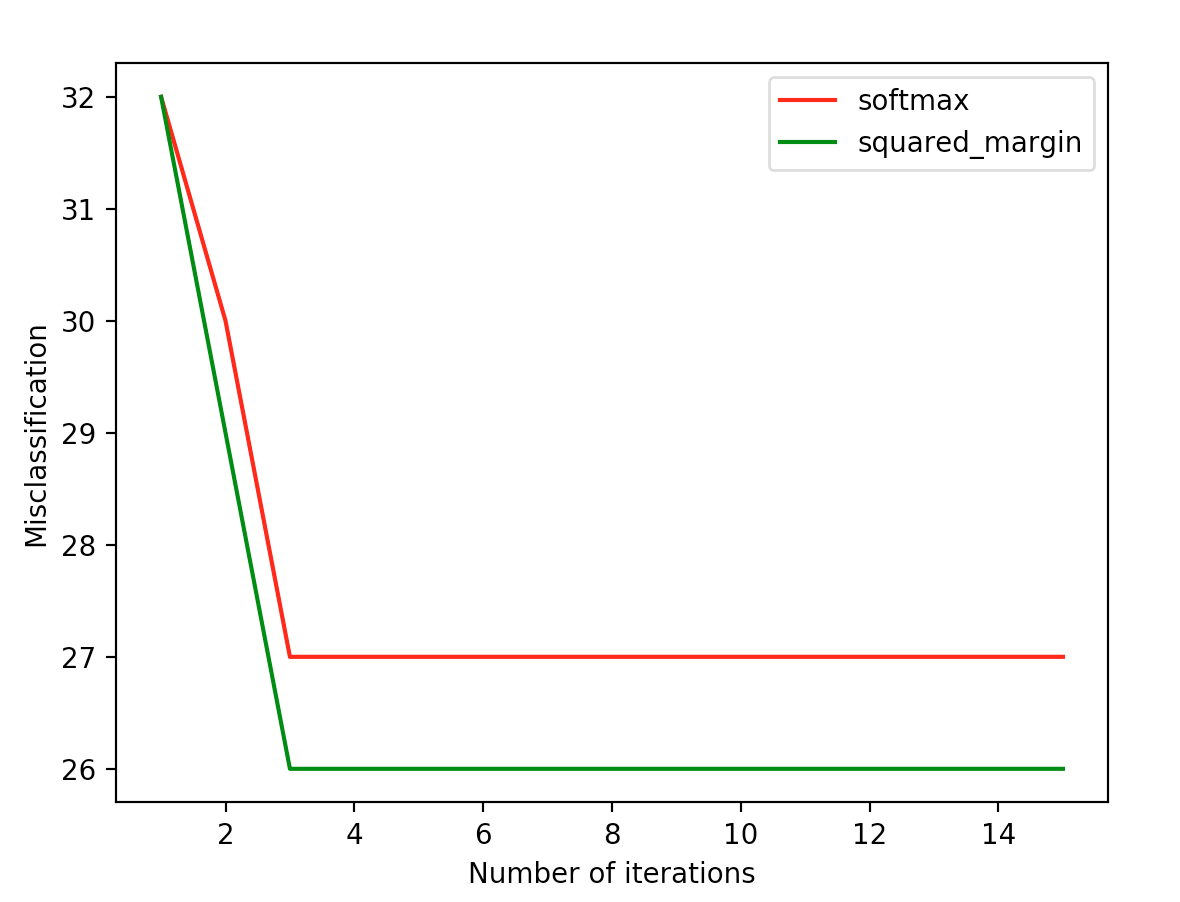 softmax
squared_margin
32
31
30
29
28
27
26
Misclassification
2 4 6 8 10 12 14
Number of iterations